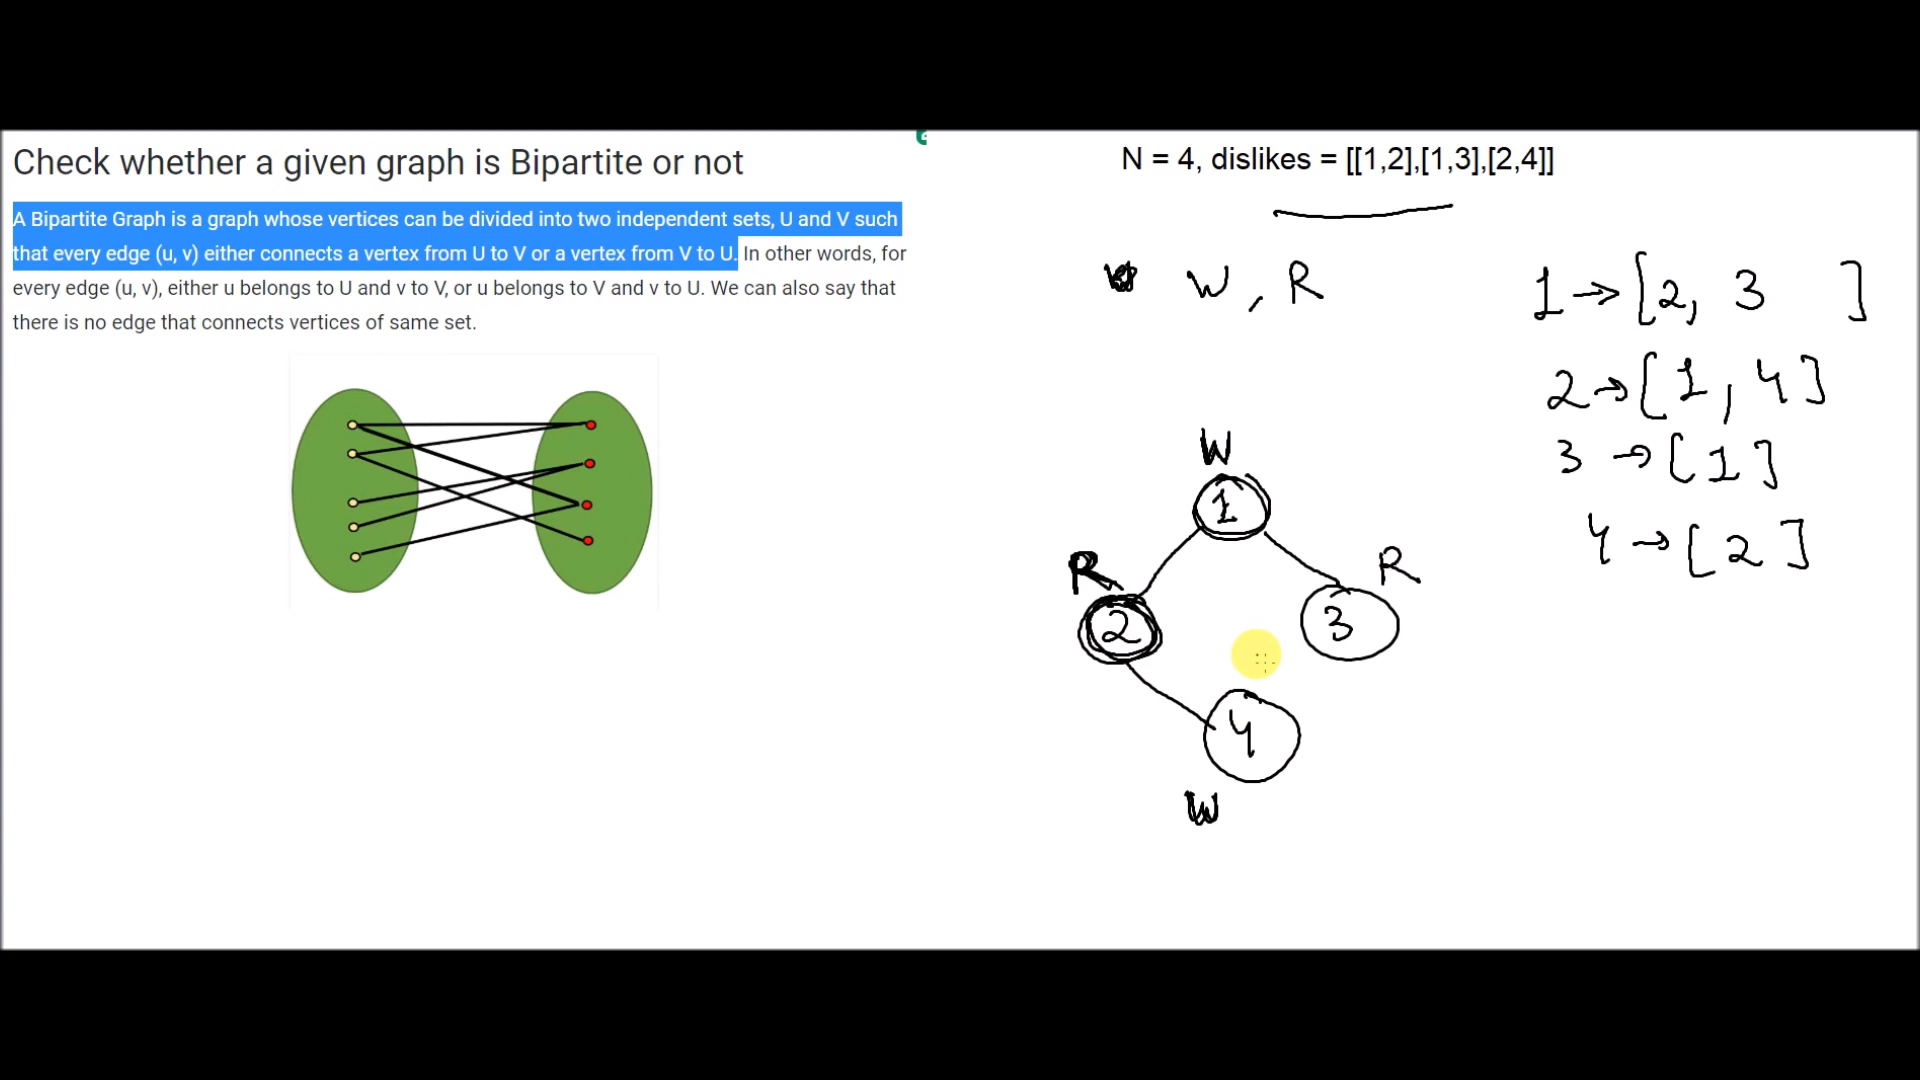 Check whether a given graph is Bipartite or not
A Bipartite Graph is a graph whose vertices can be divided into two independent sets, U and V such
that every edge (u, v) either connects a vertex from U to V or a vertex from V to U. In other words, for
every edge (u, v), either u belongs to U and v to V, or u belongs to V and v to U. We can also say that
there is no edge that connects vertices of same set.
N = 4, dislikes = [[1,2],[1,3],[2,4]]
W, R
1→[2, 3 ]
2→[1, 4]
3→[1]
4→[2]
W
1
R
R
2
3
4
W